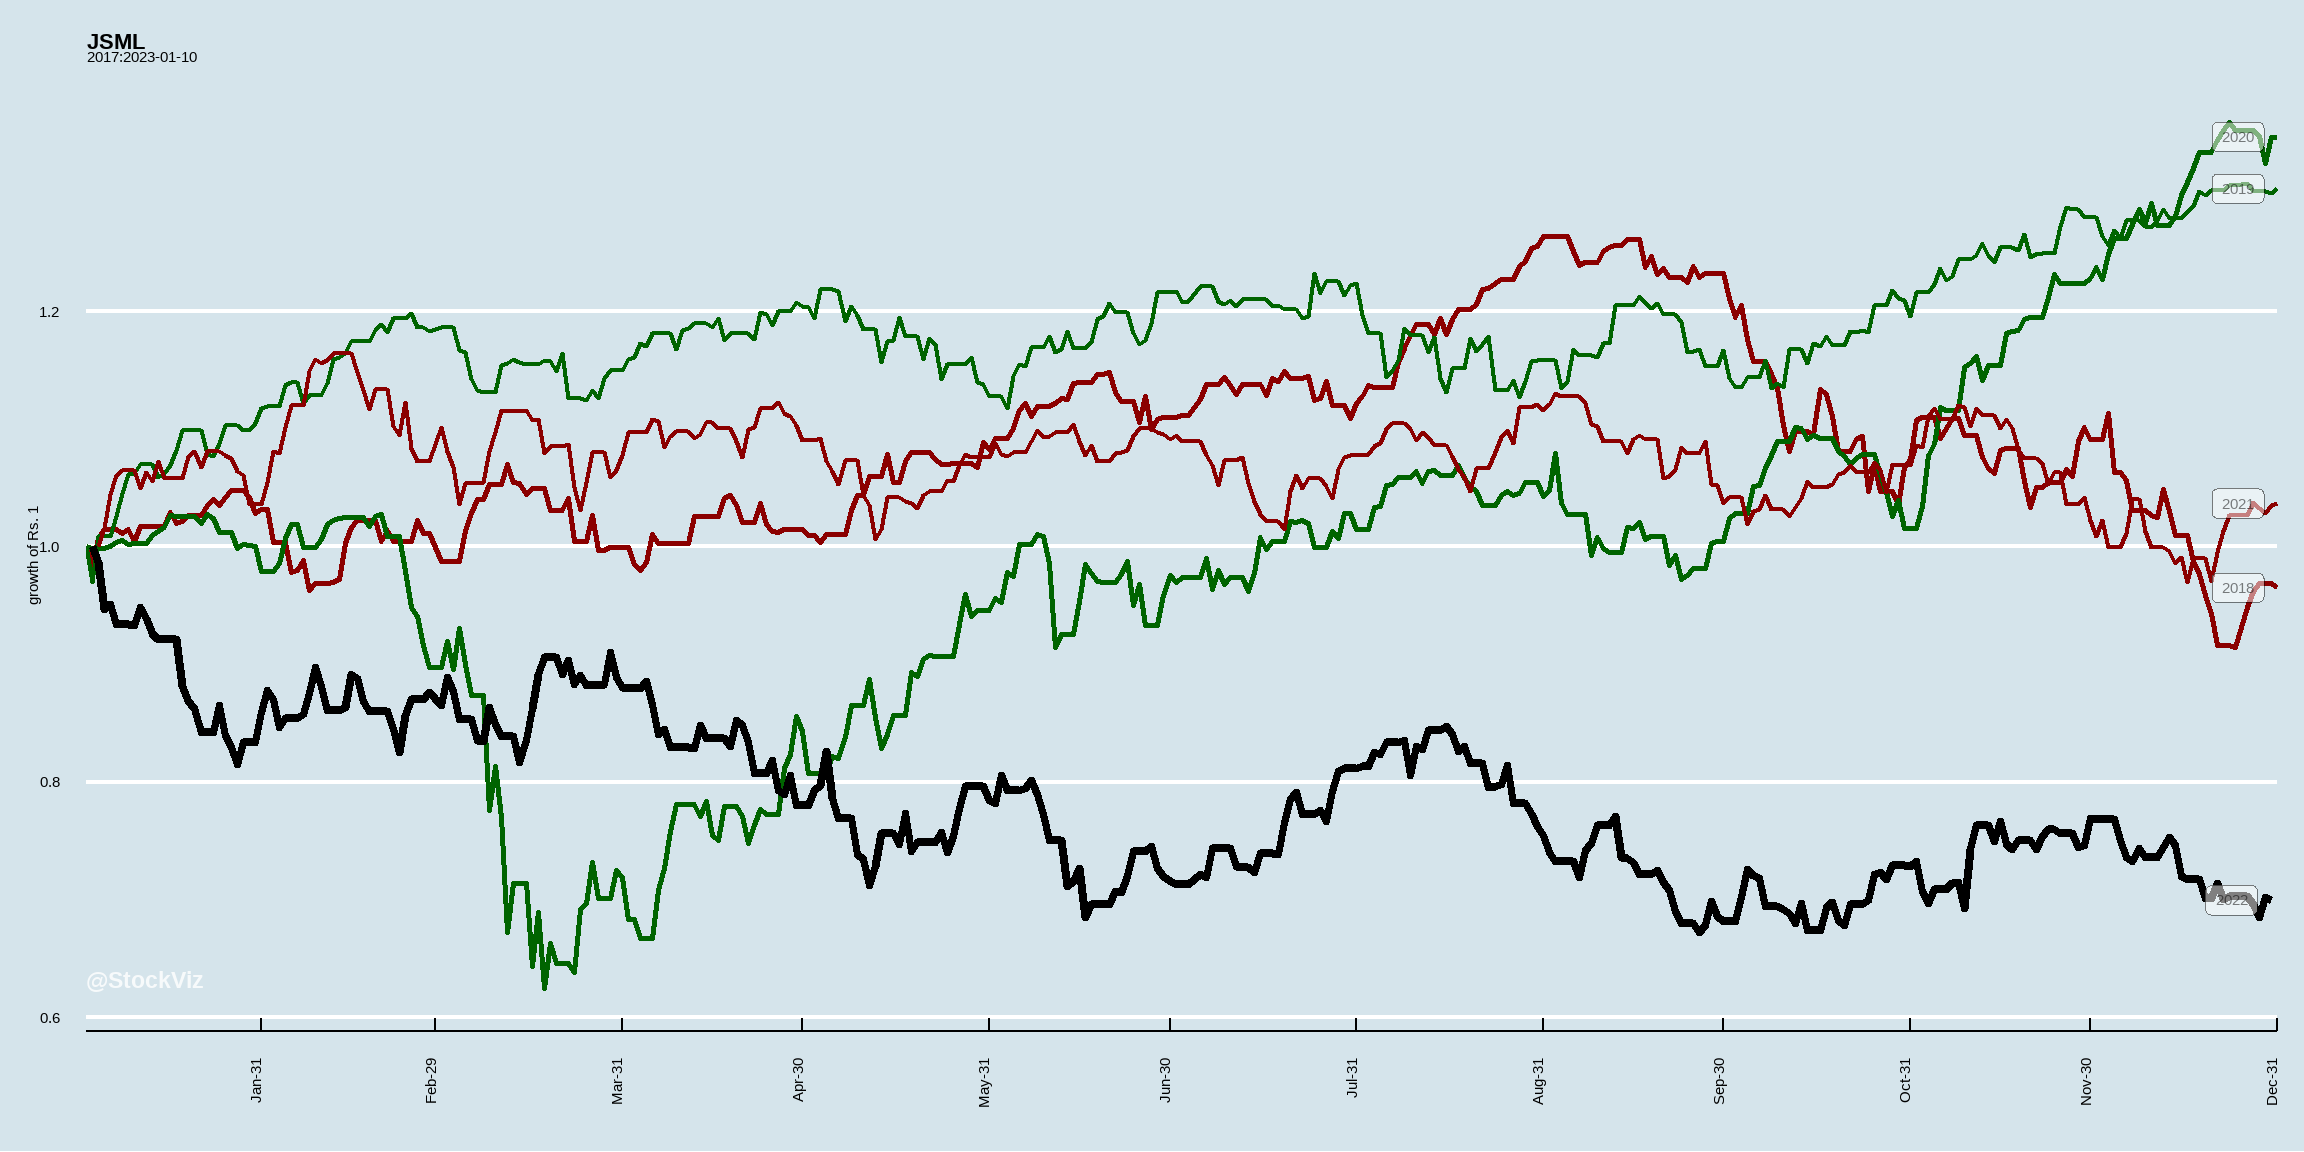 JSML
2017:2023-01-10
2020
2019
1.2
2021
growth of Rs. 1
1.0
2018
0.8
2022
@StockViz
0.6
Jan-31
Feb-29
Mar-31
Apr-30
May-31
Jun-30
Jul-31
Aug-31
Sep-30
Oct-31
Nov-30
Dec-31